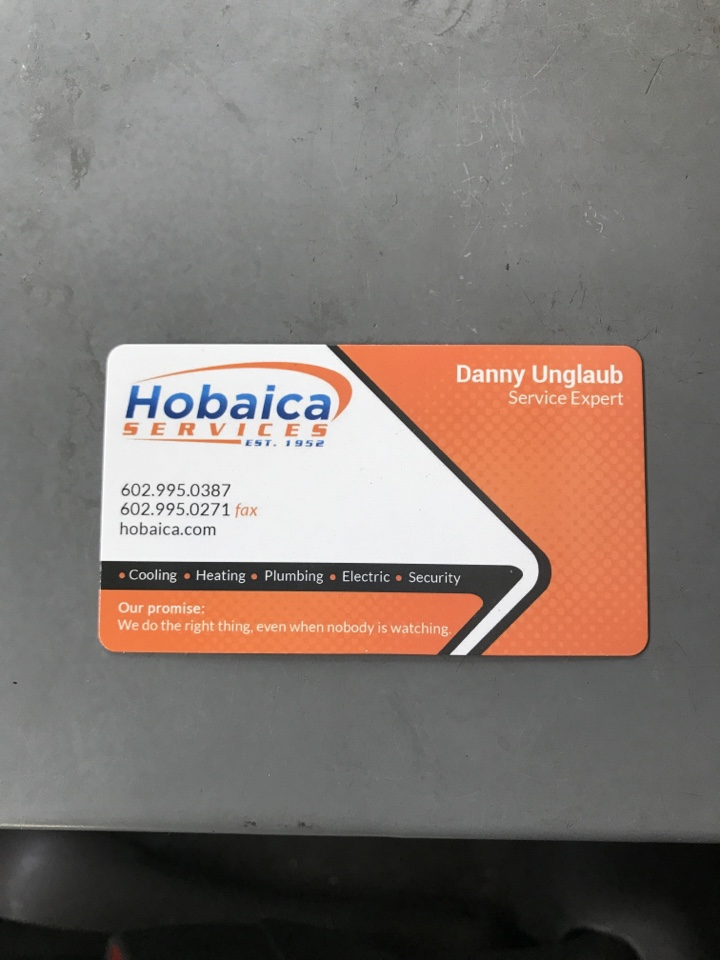 Hobaica
SERVICES
EST. 1952
Danny Unglaub
Service Expert
602.995.0387
602.995.0271 fax
hobaica.com
• Cooling • Heating • Plumbing • Electric • Security
Our promise:
We do the right thing, even when nobody is watching.